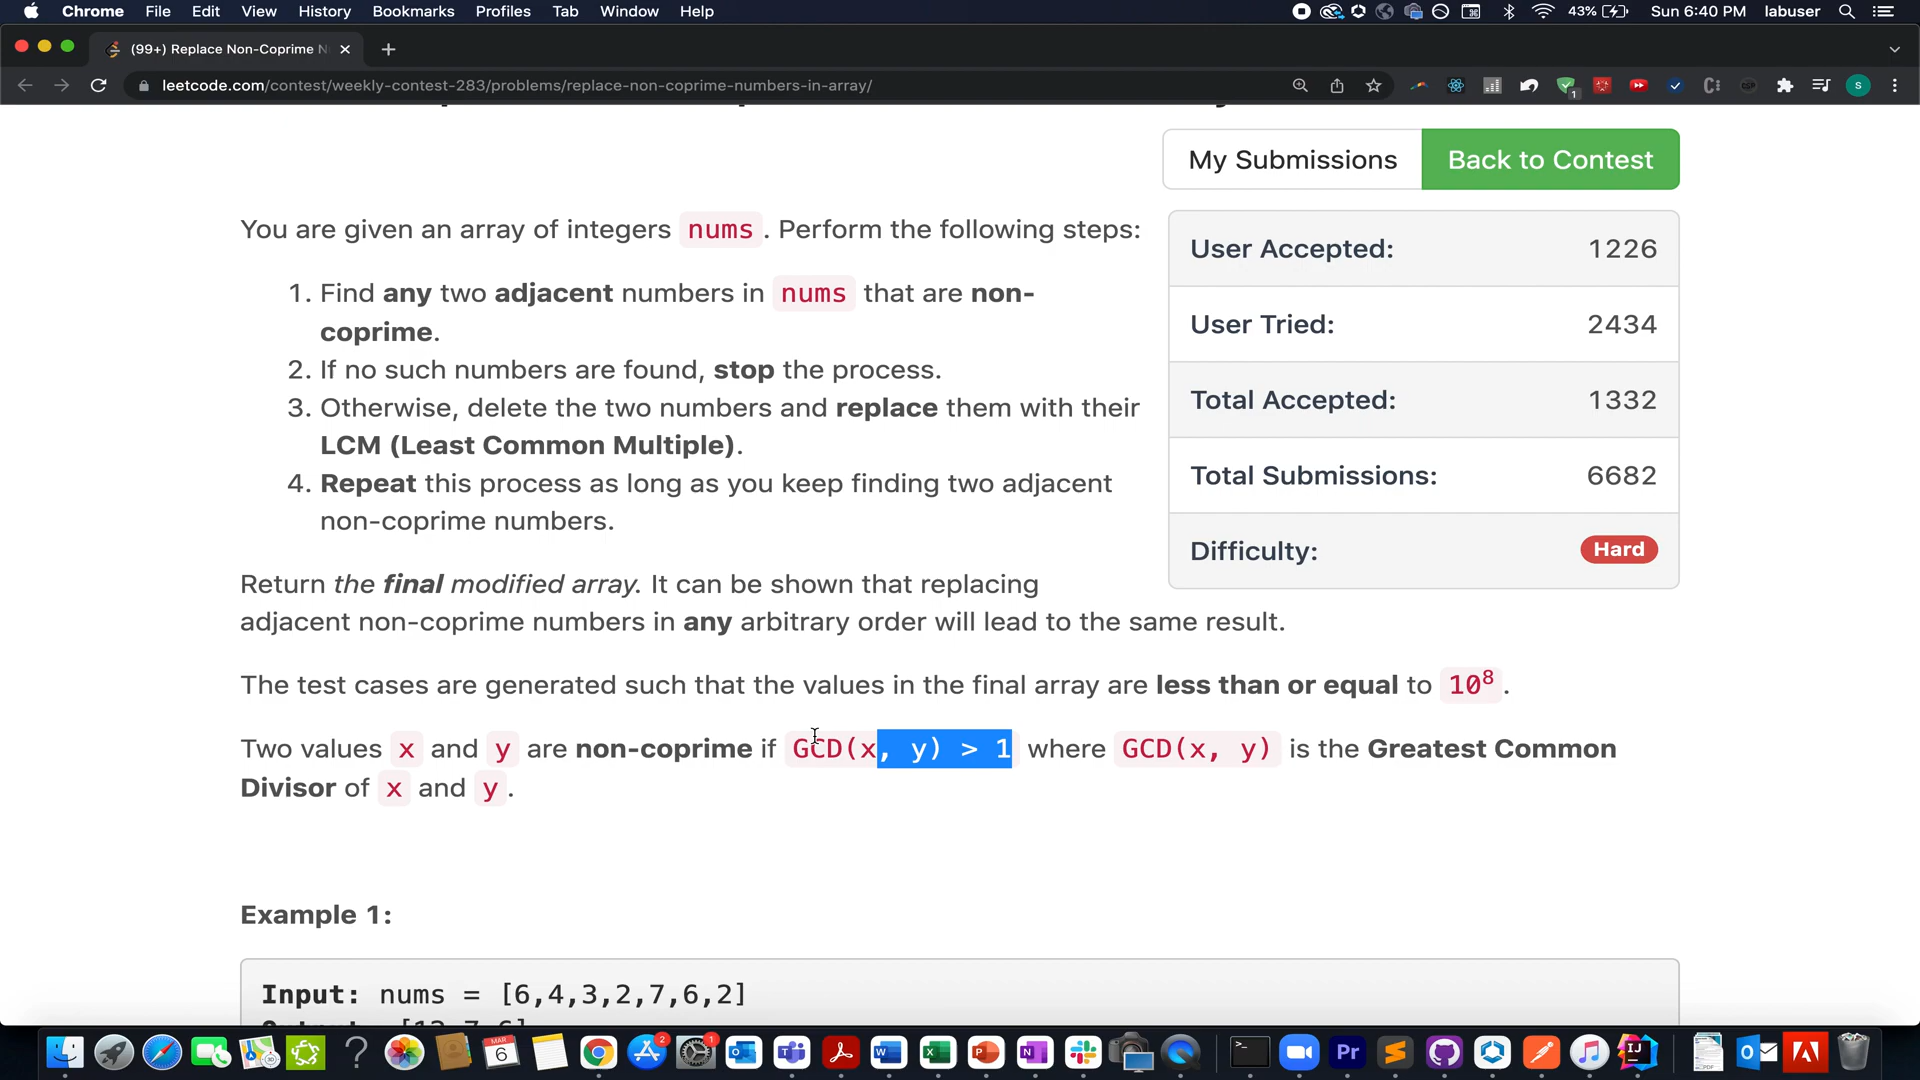 Chrome File Edit View History Bookmarks Profiles Tab Window Help 43% Sun 6:40 PM labuser
(99+) Replace Non-Coprime N
leetcode.com/contest/weekly-contest-283/problems/replace-non-coprime-numbers-in-array/
My Submissions Back to Contest
You are given an array of integers nums. Perform the following steps:
1. Find any two adjacent numbers in nums that are non-
coprime.
2. If no such numbers are found, stop the process.
3. Otherwise, delete the two numbers and replace them with their
LCM (Least Common Multiple).
4. Repeat this process as long as you keep finding two adjacent
non-coprime numbers.
User Accepted: 1226
User Tried: 2434
Total Accepted: 1332
Total Submissions: 6682
Difficulty: Hard
Return the final modified array. It can be shown that replacing
adjacent non-coprime numbers in any arbitrary order will lead to the same result.
The test cases are generated such that the values in the final array are less than or equal to 10⁸.
Two values x and y are non-coprime if GCD(x, y) > 1 where GCD(x, y) is the Greatest Common
Divisor of x and y.
Example 1:
Input: nums = [6,4,3,2,7,6,2]